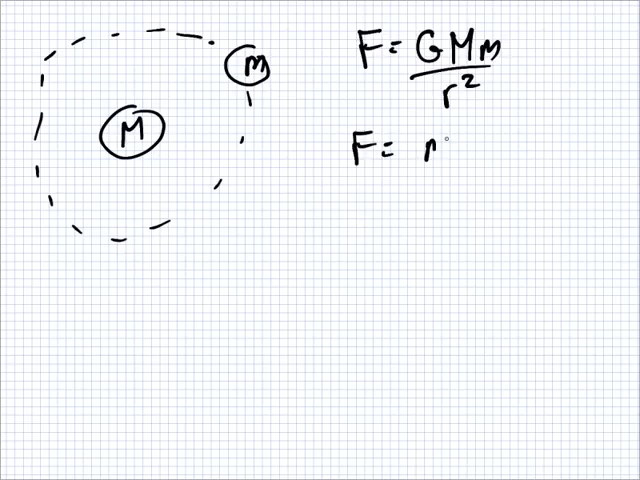 m
M
F = GMm / r²
F =